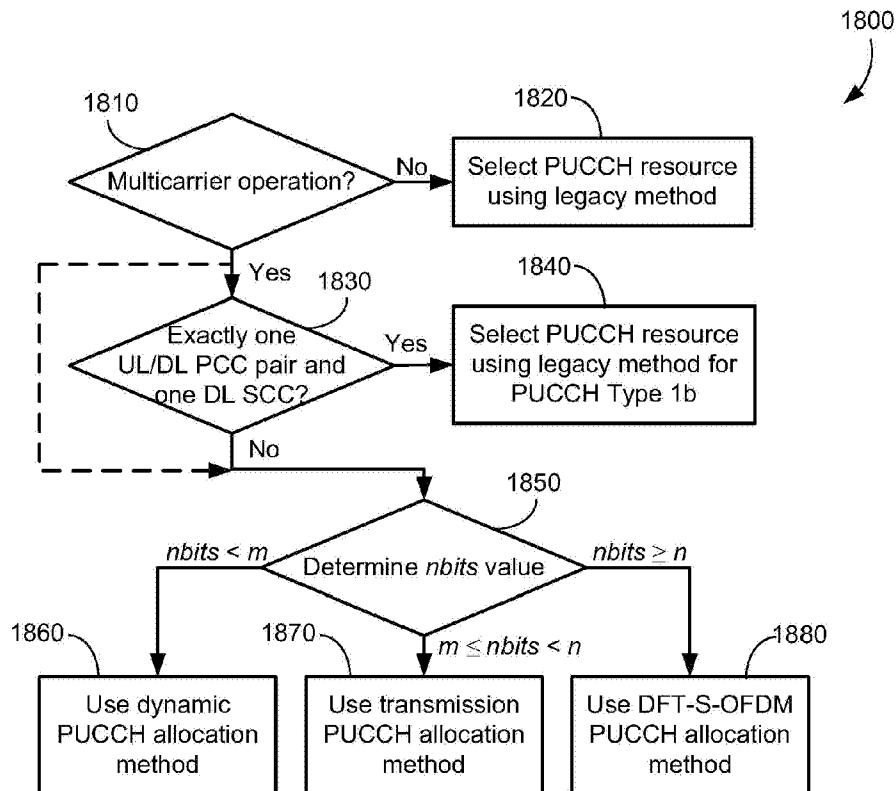 1800
1810
Multicarrier operation?
No
1820
Select PUCCH resource
using legacy method
Yes
1830
Exactly one
UL/DL PCC pair and
one DL SCC?
Yes
1840
Select PUCCH resource
using legacy method for
PUCCH Type 1b
No
1850
Determine nbits value
nbits < m
nbits ≥ n
m ≤ nbits < n
1860
Use dynamic
PUCCH allocation
method
1870
Use transmission
PUCCH allocation
method
1880
Use DFT-S-OFDM
PUCCH allocation
method